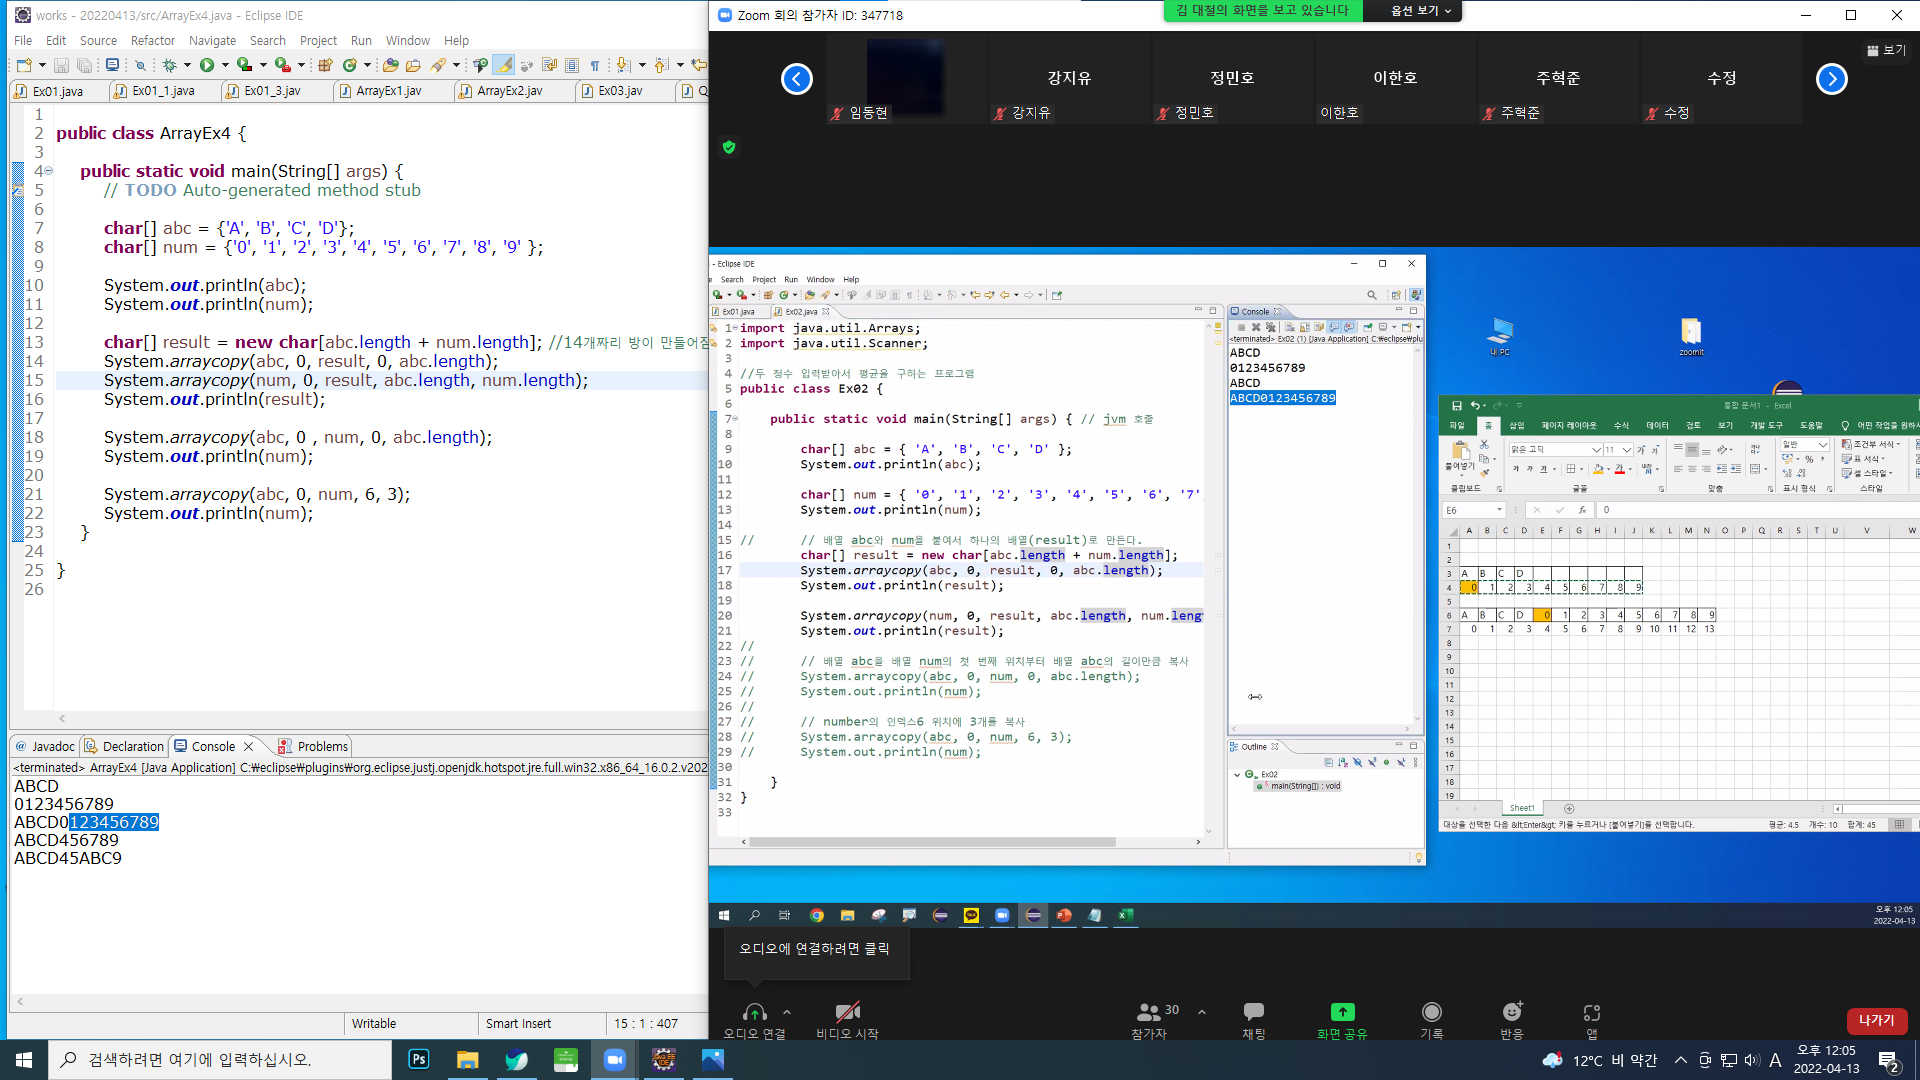 works - 20220413/src/ArrayEx4.java - Eclipse IDE
File Edit Source Refactor Navigate Search Project Run Window Help
Ex01.java Ex01_1.java Ex01_3.jav ArrayEx1.jav ArrayEx2.jav Ex03.jav Q
1
2 public class ArrayEx4 {
3
4 public static void main(String[] args) {
5 // TODO Auto-generated method stub
6
7 char[] abc = {'A', 'B', 'C', 'D'};
8 char[] num = {'0', '1', '2', '3', '4', '5', '6', '7', '8', '9' };
9
10 System.out.println(abc);
11 System.out.println(num);
12
13 char[] result = new char[abc.length + num.length]; //14개짜리 방이 만들어짐
14 System.arraycopy(abc, 0, result, 0, abc.length);
15 System.arraycopy(num, 0, result, abc.length, num.length);
16 System.out.println(result);
17
18 System.arraycopy(abc, 0 , num, 0, abc.length);
19 System.out.println(num);
20
21 System.arraycopy(abc, 0, num, 6, 3);
22 System.out.println(num);
23 }
24
25 }
26
@ Javadoc Declaration Console Problems
<terminated> ArrayEx4 [Java Application] C:₩eclipse₩plugins₩org.eclipse.justj.openjdk.hotspot.jre.full.win32.x86_64_16.0.2.v202
ABCD
0123456789
ABCD0123456789
ABCD456789
ABCD45ABC9
Writable Smart Insert 15 : 1 : 407
Zoom 회의 참가자 ID: 347718
김 대철의 화면을 보고 있습니다 옵션 보기
보기
강지유 정민호 이한호 주혁준 수정
임동현 강지유 정민호 이한호 주혁준 수정
- Eclipse IDE
e Search Project Run Window Help
Ex01.java Ex02.java
1 import java.util.Arrays;
2 import java.util.Scanner;
3
4 //두 정수 입력받아서 평균을 구하는 프로그램
5 public class Ex02 {
6
7 public static void main(String[] args) { // jvm 호출
8
9 char[] abc = { 'A', 'B', 'C', 'D' };
10 System.out.println(abc);
11
12 char[] num = { '0', '1', '2', '3', '4', '5', '6', '7',
13 System.out.println(num);
14
15 // // 배열 abc와 num을 붙여서 하나의 배열(result)로 만든다.
16 char[] result = new char[abc.length + num.length];
17 System.arraycopy(abc, 0, result, 0, abc.length);
18 System.out.println(result);
19
20 System.arraycopy(num, 0, result, abc.length, num.leng
21 System.out.println(result);
22 //
23 // // 배열 abc을 배열 num의 첫 번째 위치부터 배열 abc의 길이만큼 복사
24 // System.arraycopy(abc, 0, num, 0, abc.length);
25 // System.out.println(num);
26 //
27 // // number의 인덱스6 위치에 3개를 복사
28 // System.arraycopy(abc, 0, num, 6, 3);
29 // System.out.println(num);
30
31 }
32 }
33
Console
<terminated> Ex02 (1) [Java Application] C:₩eclipse₩plu
ABCD
0123456789
ABCD
ABCD0123456789
Outline
Ex02
main(String[]) : void
내 PC
zoomit
통합 문서1 - Excel
파일 홈 삽입 페이지 레이아웃 수식 데이터 검토 보기 개발 도구 도움말 어떤 작업을 원하시
붙여넣기 맑은 고딕 11 일반 조건부 서식
표 서식
셀 스타일
클립보드 글꼴 맞춤 표시 형식 스타일
E6 fx 0
A B C D E F G H I J K L M N O P Q R S T U V W
1
2
3 A B C D
4 0 1 2 3 4 5 6 7 8 9
5
6 A B C D 0 1 2 3 4 5 6 7 8 9
7 0 1 2 3 4 5 6 7 8 9 10 11 12 13
8
9
10
11
12
13
14
15
16
17
18
19
Sheet1
대상을 선택한 다음 &lt;Enter&gt; 키를 누르거나 [붙여넣기]를 선택합니다. 평균: 4.5 개수: 10 합계: 45
오후 12:05
2022-04-13
오디오에 연결하려면 클릭
오디오 연결 비디오 시작 참가자 30 채팅 화면 공유 기록 반응 앱 나가기
검색하려면 여기에 입력하십시오.
Ps
12°C 비 약간 A 오후 12:05
2022-04-13
2